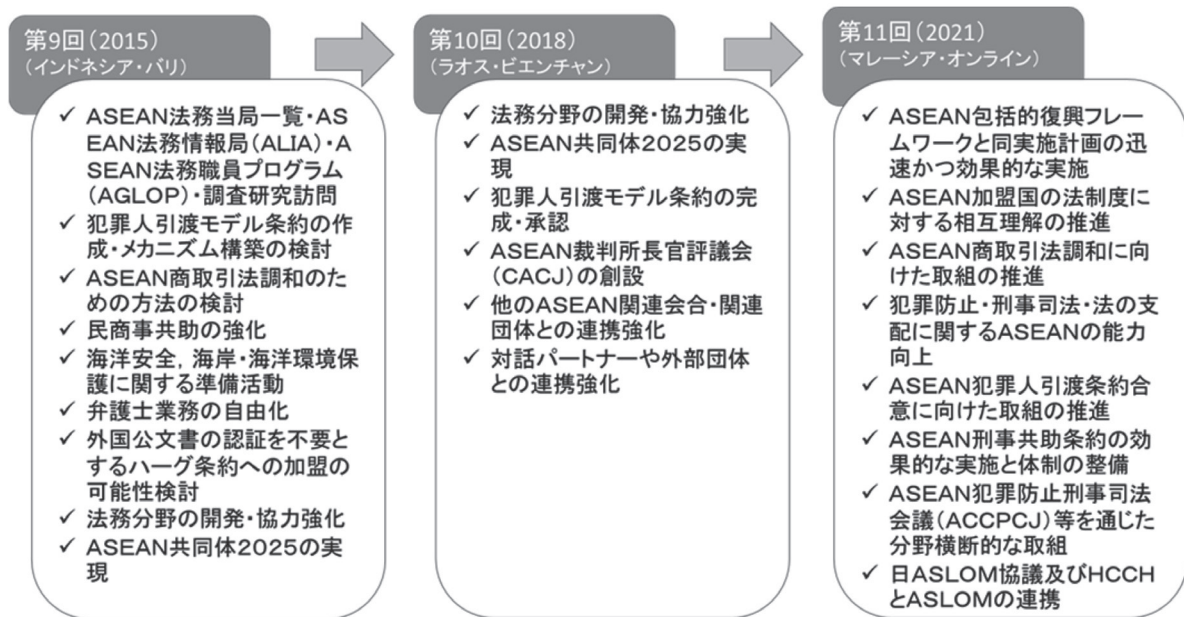 第9回(2015)
(インドネシア・バリ)
✓ ASEAN法務当局一覧・AS
EAN法務情報局(ALIA)・A
SEAN法務職員プログラム
(AGLOP)・調査研究訪問
✓ 犯罪人引渡モデル条約の作
成・メカニズム構築の検討
✓ ASEAN商取引法調和のた
めの方法の検討
✓ 民商事共助の強化
✓ 海洋安全,海岸・海洋環境保
護に関する準備活動
✓ 弁護士業務の自由化
✓ 外国公文書の認証を不要と
するハーグ条約への加盟の
可能性検討
✓ 法務分野の開発・協力強化
✓ ASEAN共同体2025の実
現
第10回(2018)
(ラオス・ビエンチャン)
✓ 法務分野の開発・協力強化
✓ ASEAN共同体2025の実
現
✓ 犯罪人引渡モデル条約の完
成・承認
✓ ASEAN裁判所長官評議会
(CACJ)の創設
✓ 他のASEAN関連会合・関連
団体との連携強化
✓ 対話パートナーや外部団体
との連携強化
第11回(2021)
(マレーシア・オンライン)
✓ ASEAN包括的復興フレー
ムワークと同実施計画の迅
速かつ効果的な実施
✓ ASEAN加盟国の法制度に
対する相互理解の推進
✓ ASEAN商取引法調和に向
けた取組の推進
✓ 犯罪防止・刑事司法・法の支
配に関するASEANの能力
向上
✓ ASEAN犯罪人引渡条約合
意に向けた取組の推進
✓ ASEAN刑事共助条約の効
果的な実施と体制の整備
✓ ASEAN犯罪防止刑事司法
会議(ACCPCJ)等を通じた
分野横断的な取組
✓ 日ASLOM協議及びHCCH
とASLOMの連携